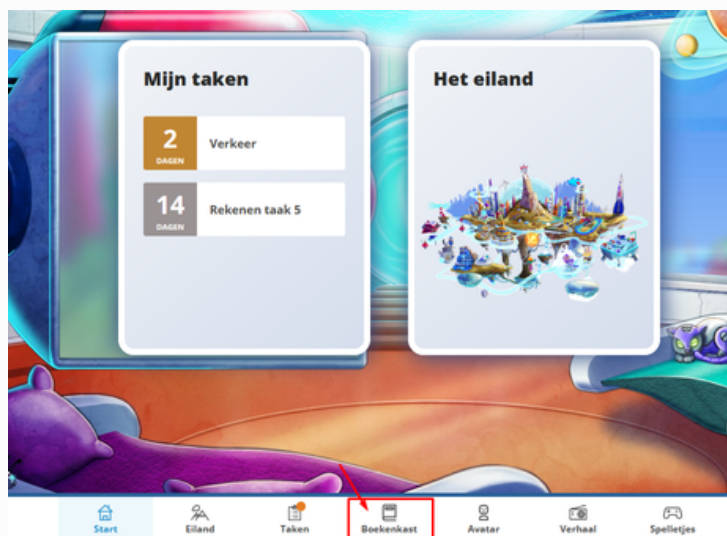 Mijn taken
2
DAGEN
Verkeer
14
DAGEN
Rekenen taak 5
Het eiland
Start
Eiland
Taken
Boekenkast
Avatar
Verhaal
Spelletjes